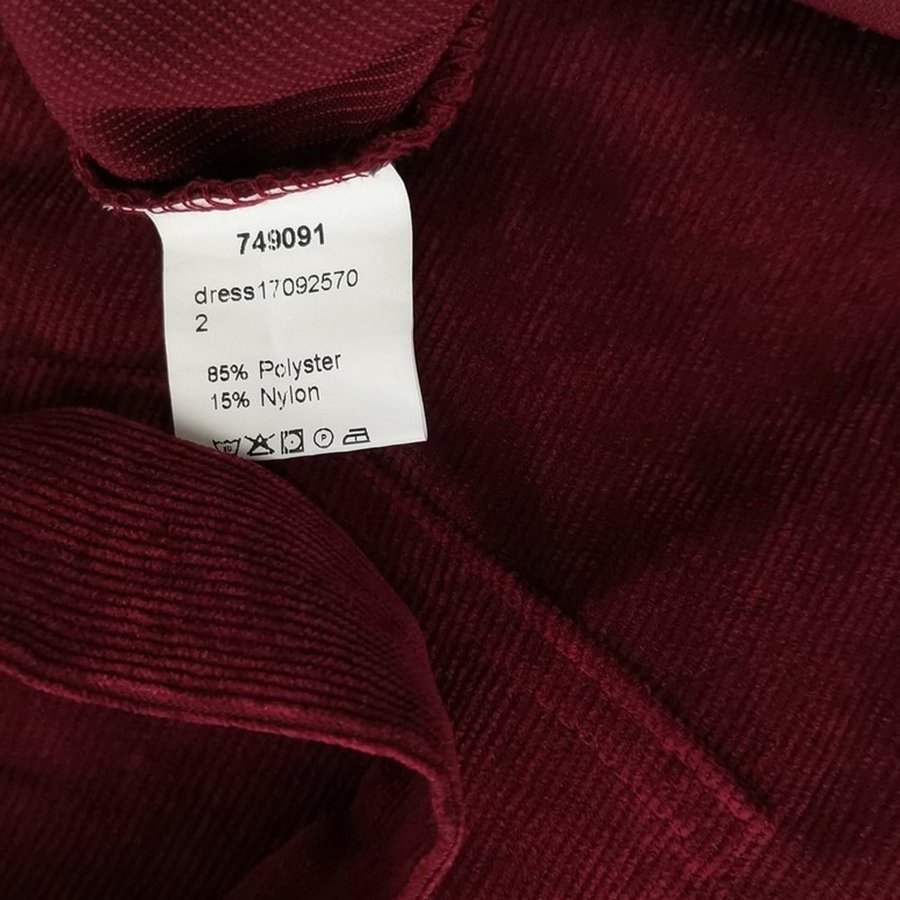 749091
dress17092570
2
85% Polyster
15% Nylon
P